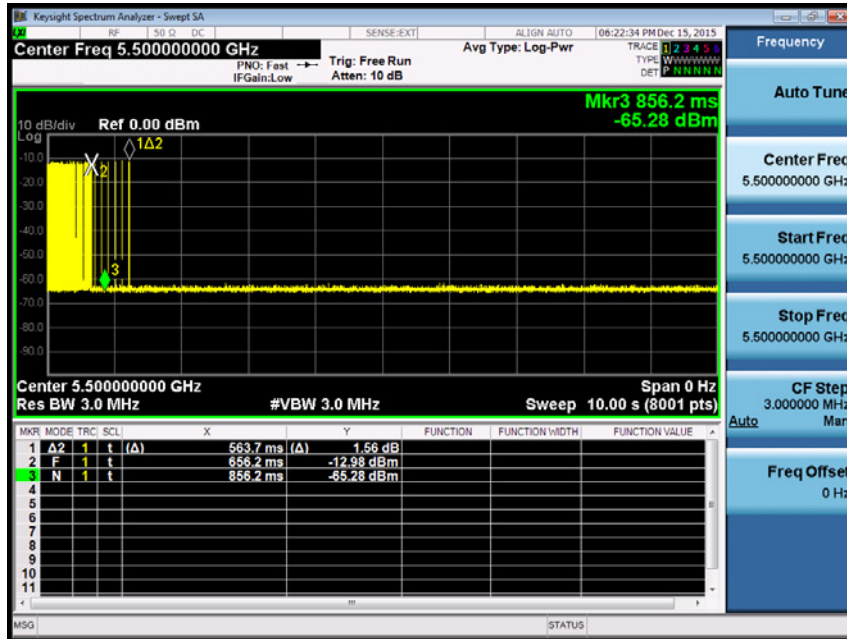 Keysight Spectrum Analyzer - Swept SA
RF 50 Ω DC SENSE:EXT ALIGN AUTO 06:22:34 PM Dec 15, 2015
Center Freq 5.500000000 GHz
PNO: Fast
IFGain:Low
Trig: Free Run
Atten: 10 dB
Avg Type: Log-Pwr
TRACE 1 2 3 4 5 6
TYPE WWWWWW
DET P N N N N N
Mkr3 856.2 ms
-65.28 dBm
10 dB/div Ref 0.00 dBm
Log
1Δ2
-10.0
2
-20.0
-30.0
-40.0
-50.0
3
-60.0
-70.0
-80.0
-90.0
Center 5.500000000 GHz Span 0 Hz
Res BW 3.0 MHz #VBW 3.0 MHz Sweep 10.00 s (8001 pts)
MKR MODE TRC SCL X Y FUNCTION FUNCTION WIDTH FUNCTION VALUE
1 Δ2 1 t (Δ) 563.7 ms (Δ) 1.56 dB
2 F 1 t 656.2 ms -12.98 dBm
3 N 1 t 856.2 ms -65.28 dBm
4
5
6
7
8
9
10
11
MSG STATUS
Frequency
Auto Tune
Center Freq
5.500000000 GHz
Start Freq
5.500000000 GHz
Stop Freq
5.500000000 GHz
CF Step
3.000000 MHz
Auto Man
Freq Offset
0 Hz